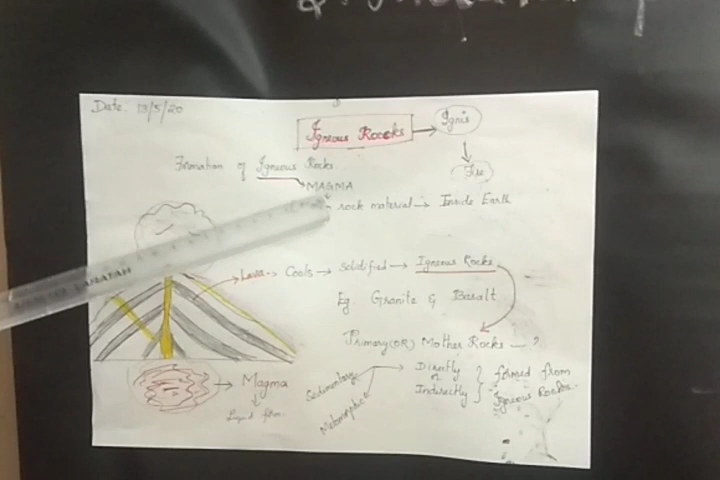 Date: 13/5/20
Igneous Rocks → Ignis
Fire
Formation of Igneous Rocks
MAGMA
rock material → Inside Earth
Lava → Cools → Solidified → Igneous Rocks
Eg Granite & Basalt
Primary (OR) Mother Rocks — ?
Magma
Liquid form
Sedimentary
Metamorphic
Directly
Indirectly
formed from
Igneous Rocks